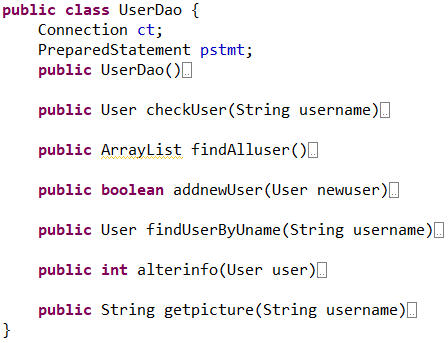 public class UserDao {
Connection ct;
PreparedStatement pstmt;
public UserDao()
public User checkUser(String username)
public ArrayList findAlluser()
public boolean addnewUser(User newuser)
public User findUserByUname(String username)
public int alterinfo(User user)
public String getpicture(String username)
}